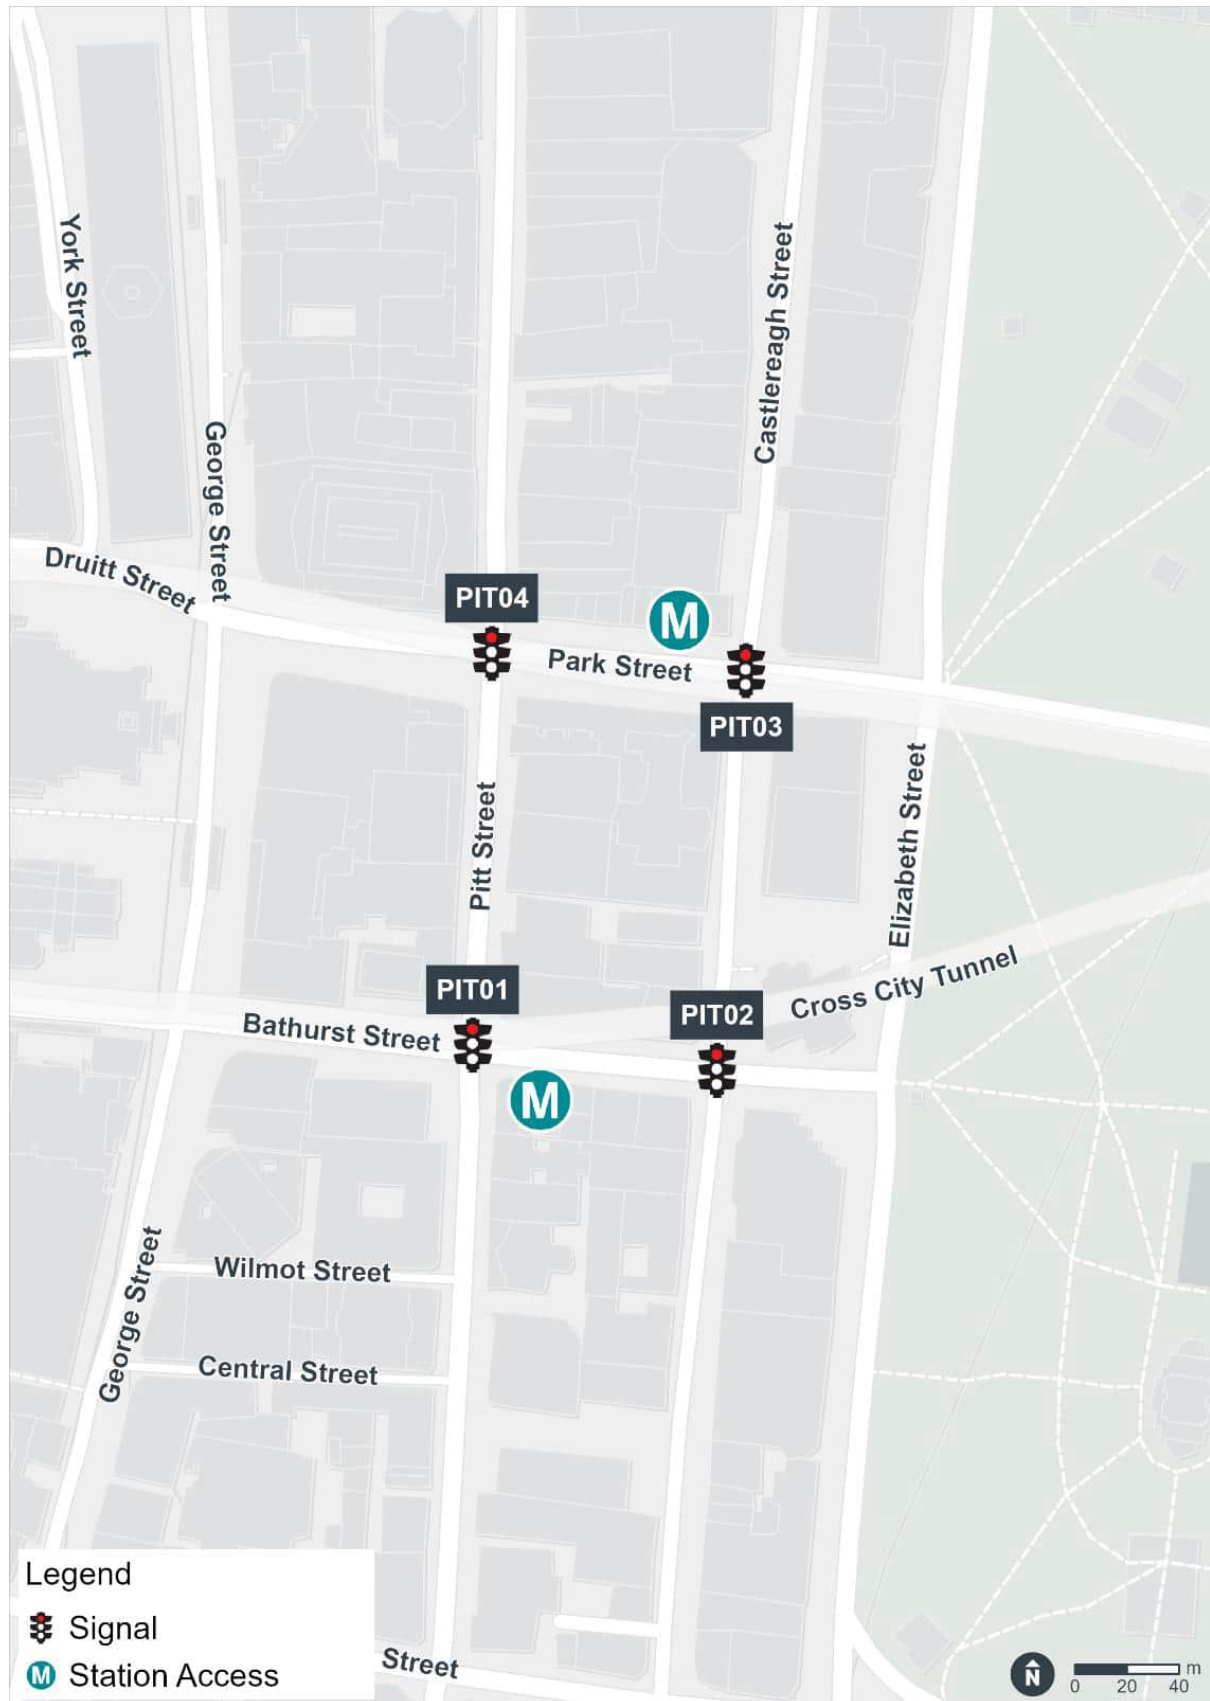 York Street
Castlereagh Street
George Street
Druitt Street
PIT04
M
Park Street
PIT03
Pitt Street
Elizabeth Street
Cross City Tunnel
PIT01
PIT02
Bathurst Street
M
Wilmot Street
George Street
Central Street
Legend
Signal
M Station Access
Street
N
m
0 20 40